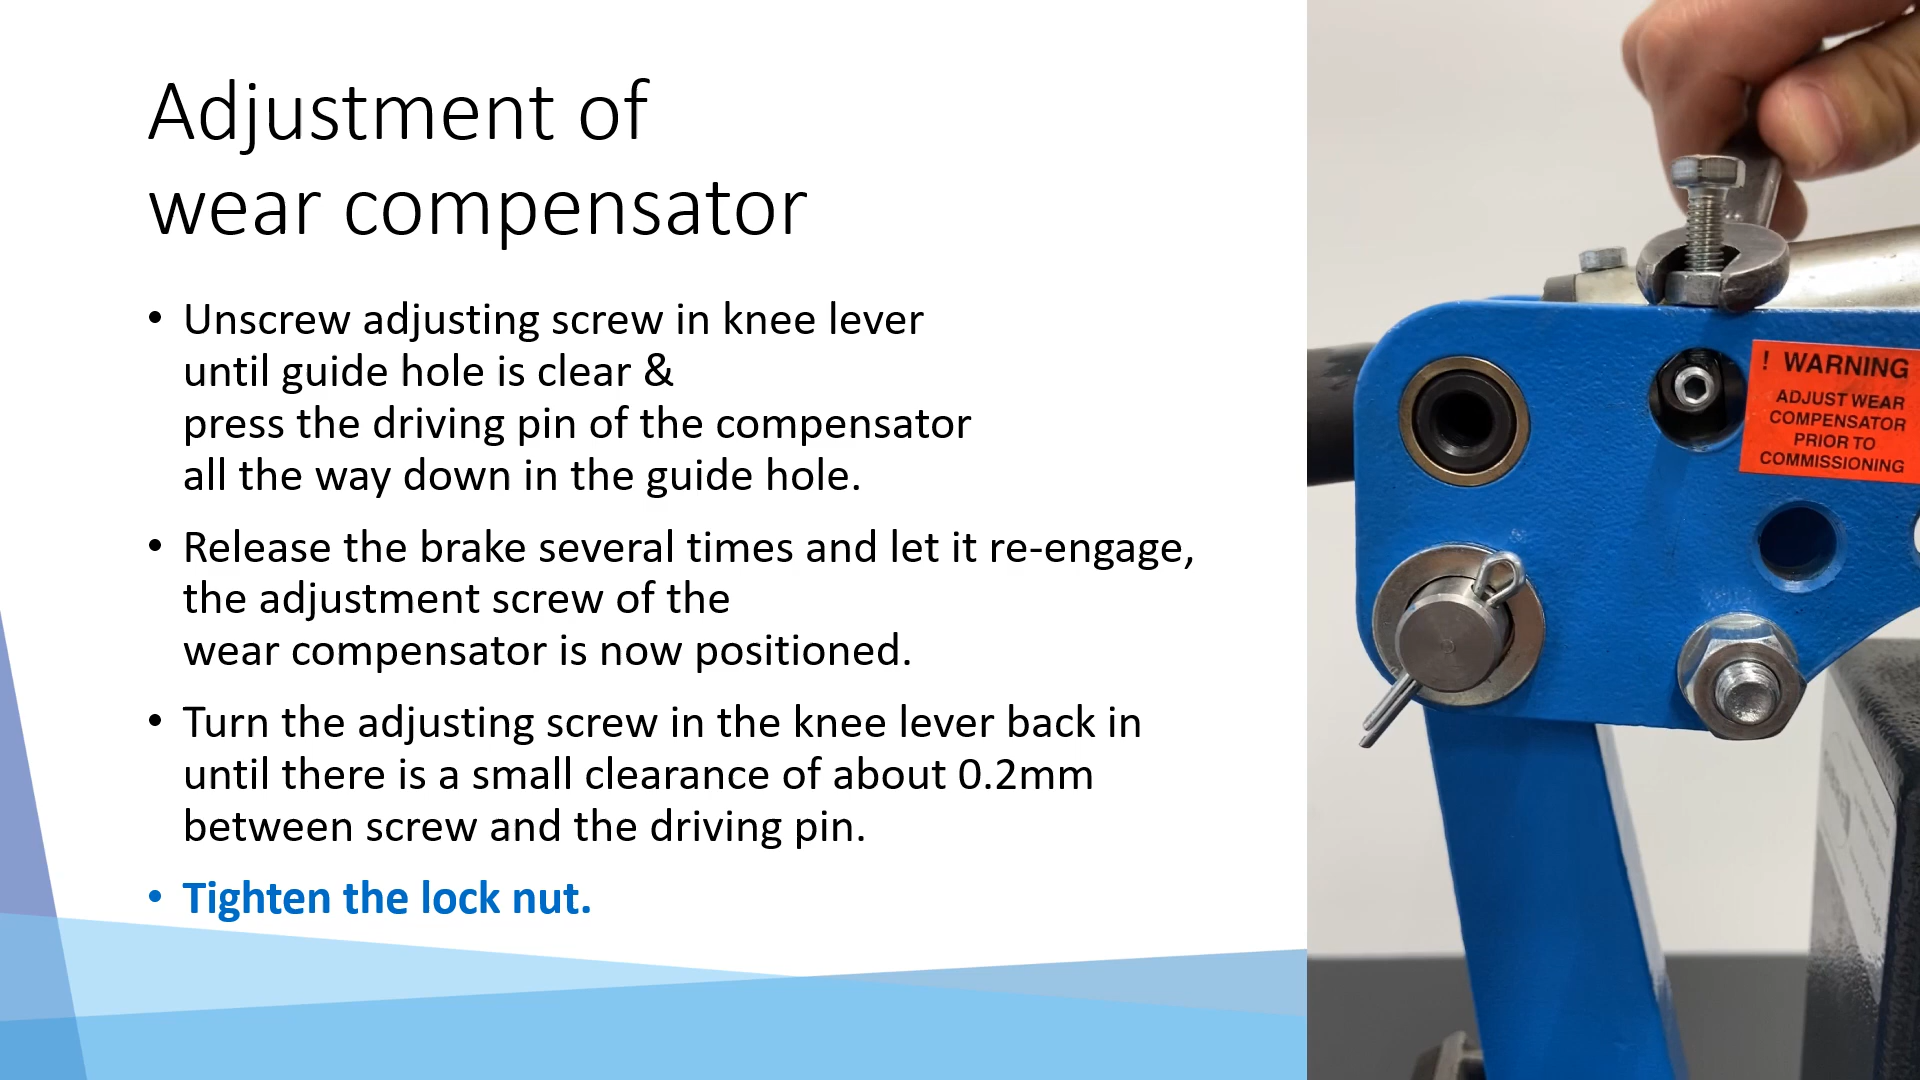 Adjustment of
wear compensator
• Unscrew adjusting screw in knee lever
until guide hole is clear &
press the driving pin of the compensator
all the way down in the guide hole.
• Release the brake several times and let it re-engage,
the adjustment screw of the
wear compensator is now positioned.
• Turn the adjusting screw in the knee lever back in
until there is a small clearance of about 0.2mm
between screw and the driving pin.
• Tighten the lock nut.
! WARNING
ADJUST WEAR
COMPENSATOR
PRIOR TO
COMMISSIONING